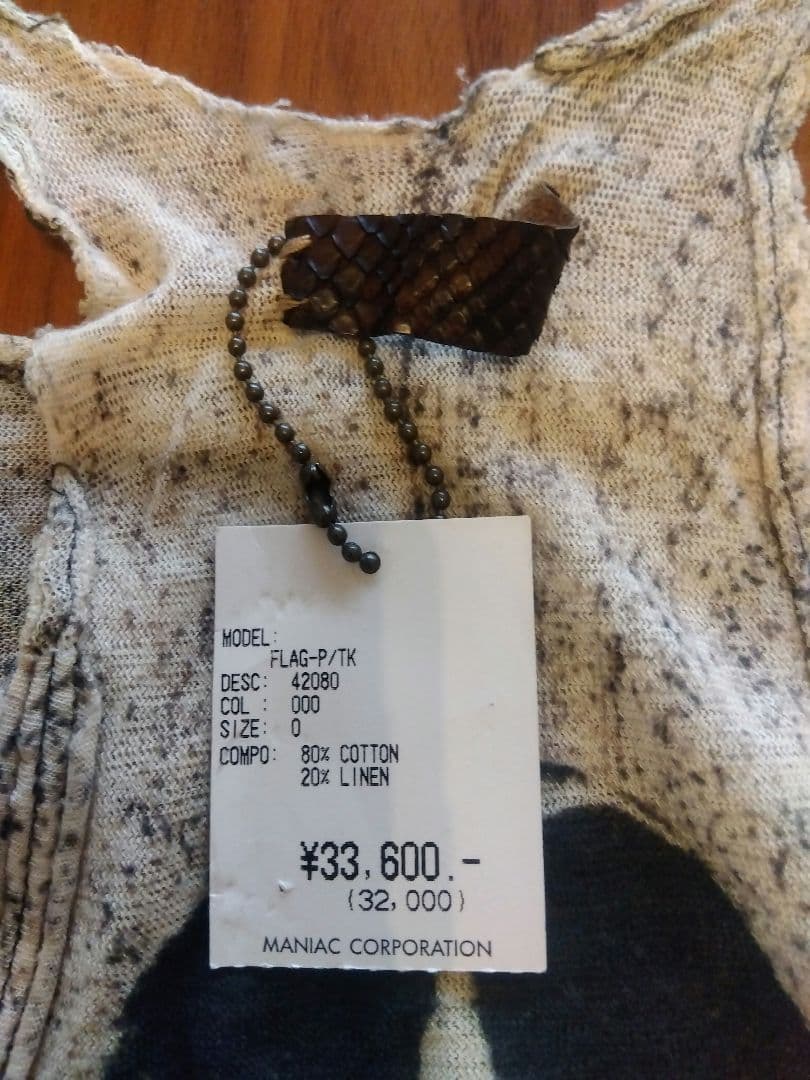 MODEL:
FLAG-P/TK
DESC: 42080
COL : 000
SIZE: 0
COMPO: 80% COTTON
20% LINEN
¥33,600.-
(32,000)
MANIAC CORPORATION